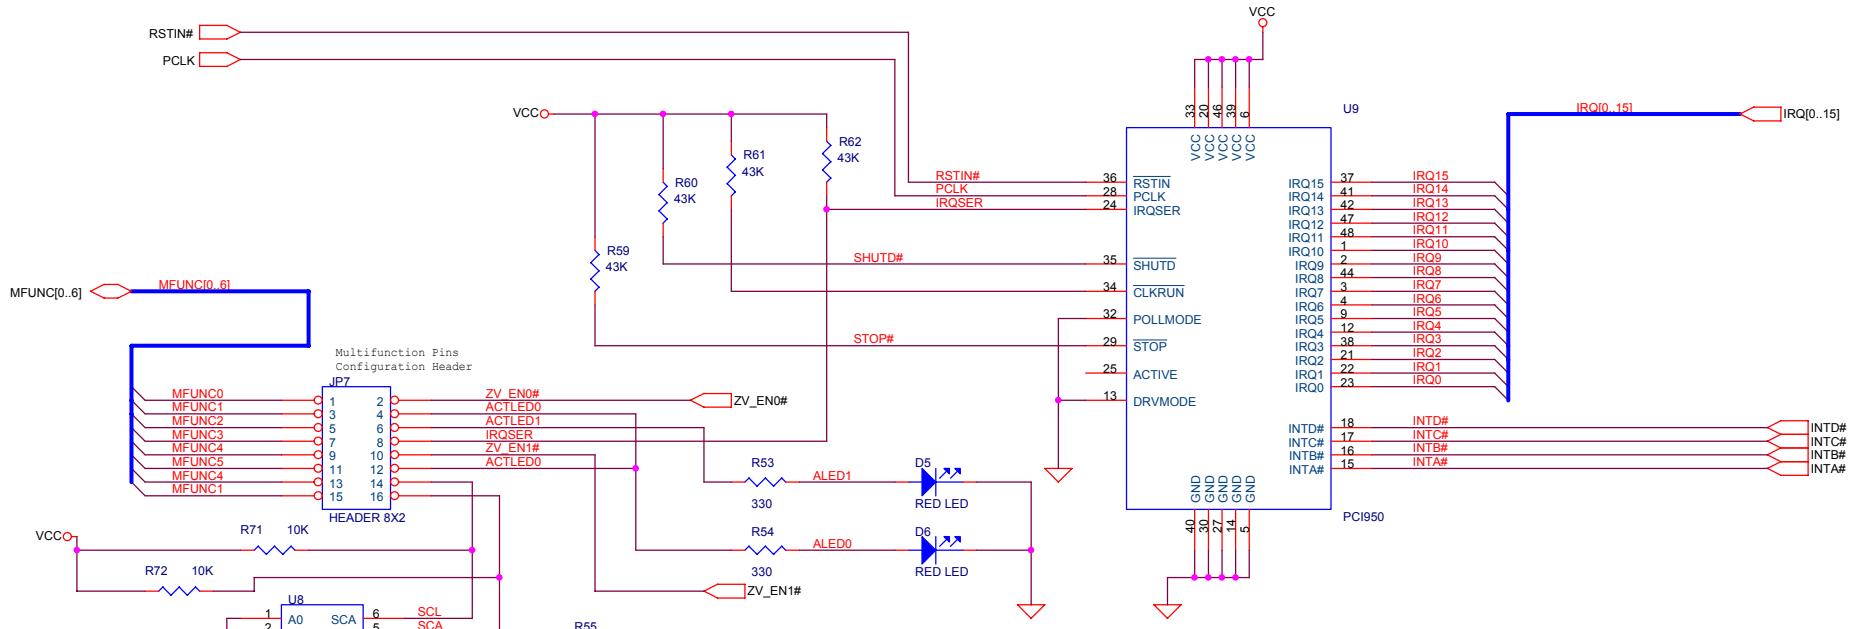 VCC
RSTIN#
PCLK
VCC
U9
IRQ[0..15]
IRQ[0..15]
33 20 46 39 6
VCC VCC VCC VCC VCC
R62
43K
R61
43K
R60
43K
R59
43K
RSTIN# 36 RSTIN
PCLK 28 PCLK
IRQSER 24 IRQSER
SHUTD# 35 SHUTD
34 CLKRUN
32 POLLMODE
STOP# 29 STOP
25 ACTIVE
13 DRVMODE
IRQ15 37 IRQ15
IRQ14 41 IRQ14
IRQ13 42 IRQ13
IRQ12 47 IRQ12
IRQ11 48 IRQ11
IRQ10 1 IRQ10
IRQ9 2 IRQ9
IRQ8 44 IRQ8
IRQ7 3 IRQ7
IRQ6 4 IRQ6
IRQ5 9 IRQ5
IRQ4 12 IRQ4
IRQ3 38 IRQ3
IRQ2 21 IRQ2
IRQ1 22 IRQ1
IRQ0 23 IRQ0
INTD# 18 INTD# INTD#
INTC# 17 INTC# INTC#
INTB# 16 INTB# INTB#
INTA# 15 INTA# INTA#
GND GND GND GND GND
40 30 27 14 5
PCI950
MFUNC[0..6]
MFUNC[0..6]
Multifunction Pins
Configuration Header
JP7
MFUNC0 1 2 ZV_EN0# ZV_EN0#
MFUNC1 3 4 ACTLED0
MFUNC2 5 6 ACTLED1
MFUNC3 7 8 IRQSER
MFUNC4 9 10 ZV_EN1#
MFUNC5 11 12 ACTLED0
MFUNC4 13 14
MFUNC1 15 16
HEADER 8X2
R53
330
ALED1
D5
RED LED
R54
330
ALED0
D6
RED LED
ZV_EN1#
VCC
R71 10K
R72 10K
U8
1 A0 SCA 6 SCL
2 5 SCA
R55